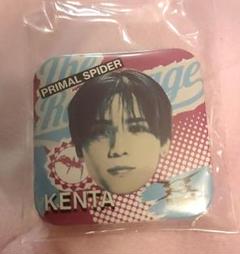 The
PRIMAL SPIDER
KENTA